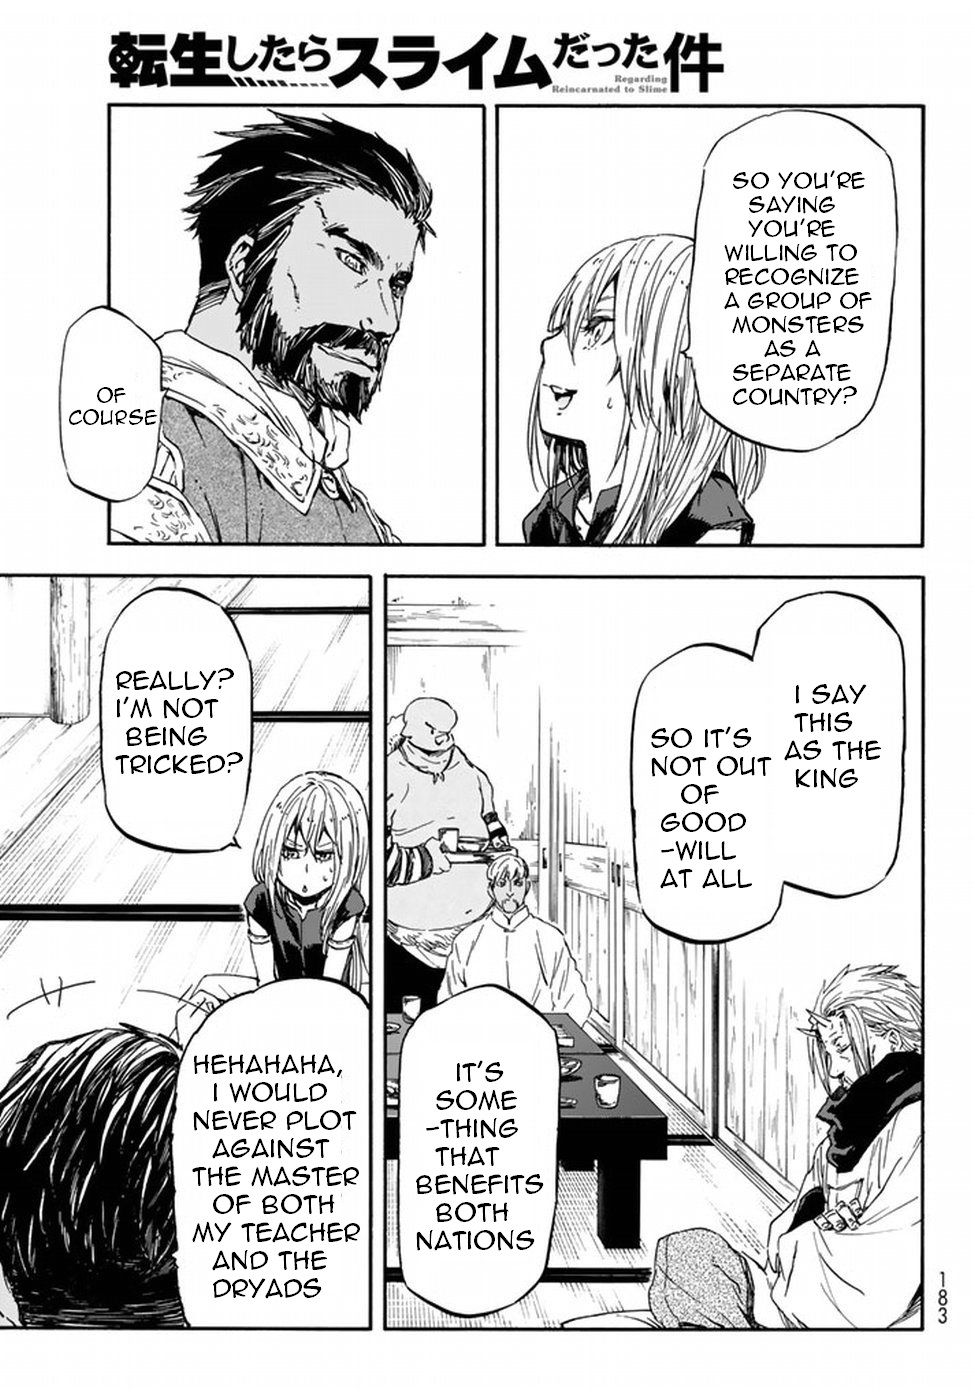 転生したらスライムだった件
Regarding
Reincarnated to Slime
SO YOU'RE
SAYING
YOU'RE
WILLING TO
RECOGNIZE
A GROUP OF
MONSTERS
AS A
SEPARATE
COUNTRY?
OF
COURSE
I SAY
THIS
AS THE
KING
SO IT'S
NOT OUT
OF
GOOD
-WILL
AT ALL
IT'S
SOME
-THING
THAT
BENEFITS
BOTH
NATIONS
REALLY?
I'M NOT
BEING
TRICKED?
HEHAHAHA,
I WOULD
NEVER PLOT
AGAINST
THE MASTER
OF BOTH
MY TEACHER
AND THE
DRYADS
183